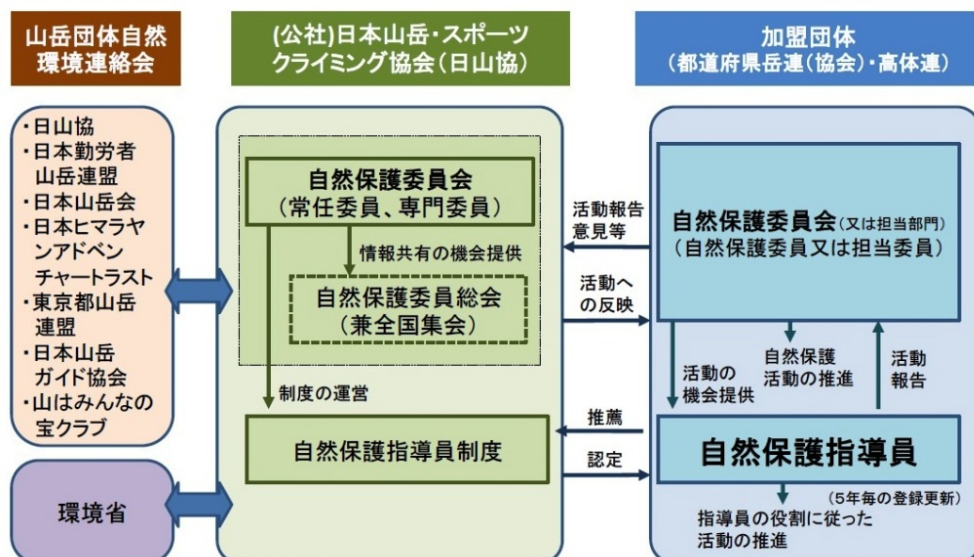 山岳団体自然
環境連絡会
・日山協
・日本勤労者
山岳連盟
・日本山岳会
・日本ヒマラヤ
ンアドベン
チャートラスト
・東京都山岳
連盟
・日本山岳
ガイド協会
・山はみんなの
宝クラブ
環境省
(公社)日本山岳・スポーツ
クライミング協会(日山協)
自然保護委員会
(常任委員、専門委員)
情報共有の機会提供
自然保護委員総会
(兼全国集会)
制度の運営
自然保護指導員制度
活動報告
意見等
活動へ
の反映
推薦
認定
加盟団体
(都道府県岳連(協会)・高体連)
自然保護委員会(又は担当部門)
(自然保護委員又は担当委員)
活動の
機会提供
自然保護
活動の推進
活動
報告
自然保護指導員
(5年毎の登録更新)
指導員の役割に従った
活動の推進